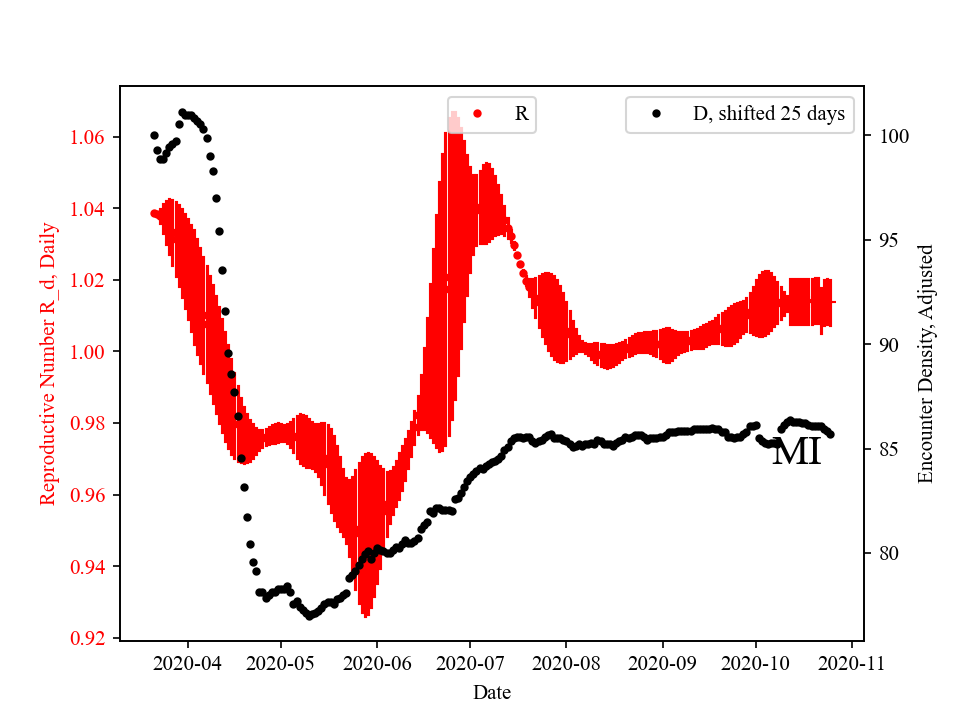 R
D, shifted 25 days
1.06
1.04
1.02
1.00
0.98
0.96
0.94
0.92
Reproductive Number R_d, Daily
100
95
90
85
80
Encounter Density, Adjusted
MI
2020-04 2020-05 2020-06 2020-07 2020-08 2020-09 2020-10 2020-11
Date